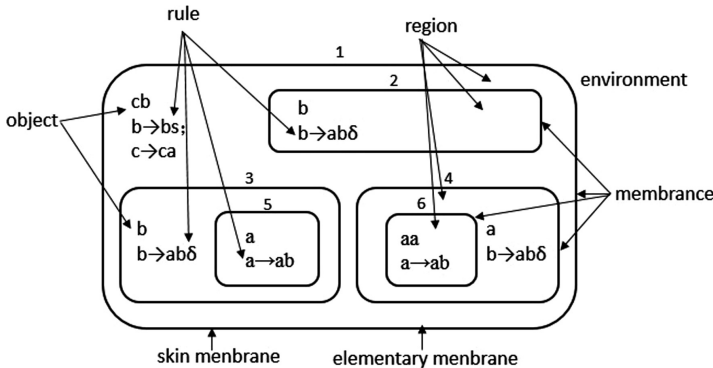 rule
region
1
environment
2
cb
b→bs;
c→ca
b
b→abδ
object
3
4
membrance
5
6
b
b→abδ
a
a→ab
aa
a→ab
a
b→abδ
skin menbrane
elementary menbrane